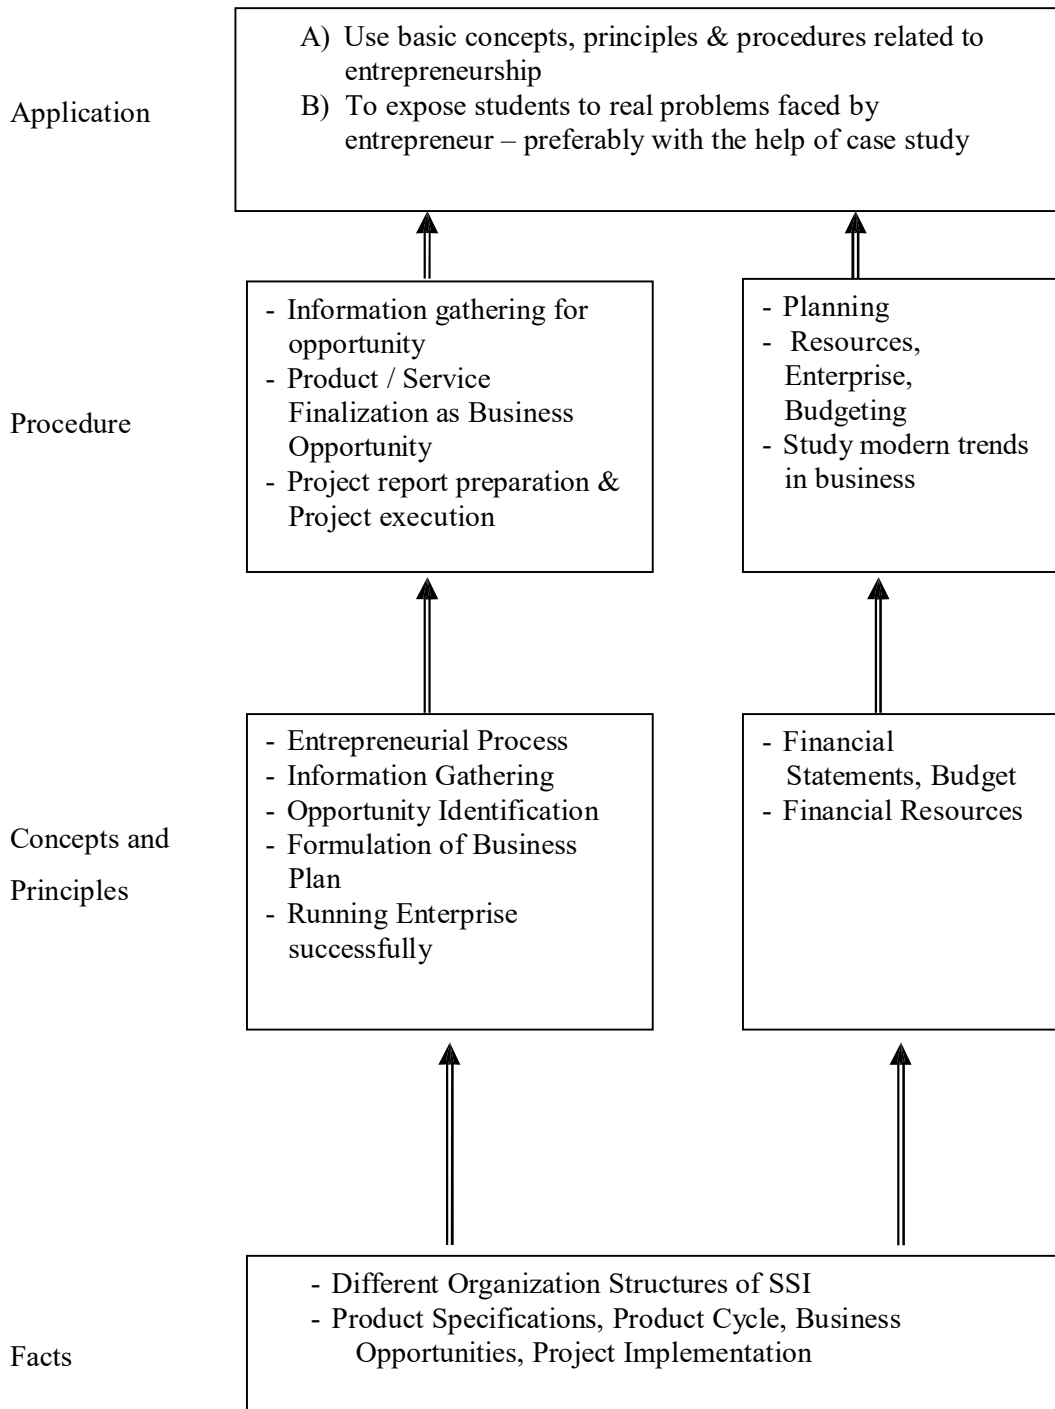 Application
A) Use basic concepts, principles & procedures related to
entrepreneurship
B) To expose students to real problems faced by
entrepreneur – preferably with the help of case study
Procedure
- Information gathering for
opportunity
- Product / Service
Finalization as Business
Opportunity
- Project report preparation &
Project execution
- Planning
- Resources,
Enterprise,
Budgeting
- Study modern trends
in business
Concepts and
Principles
- Entrepreneurial Process
- Information Gathering
- Opportunity Identification
- Formulation of Business
Plan
- Running Enterprise
successfully
- Financial
Statements, Budget
- Financial Resources
Facts
- Different Organization Structures of SSI
- Product Specifications, Product Cycle, Business
Opportunities, Project Implementation